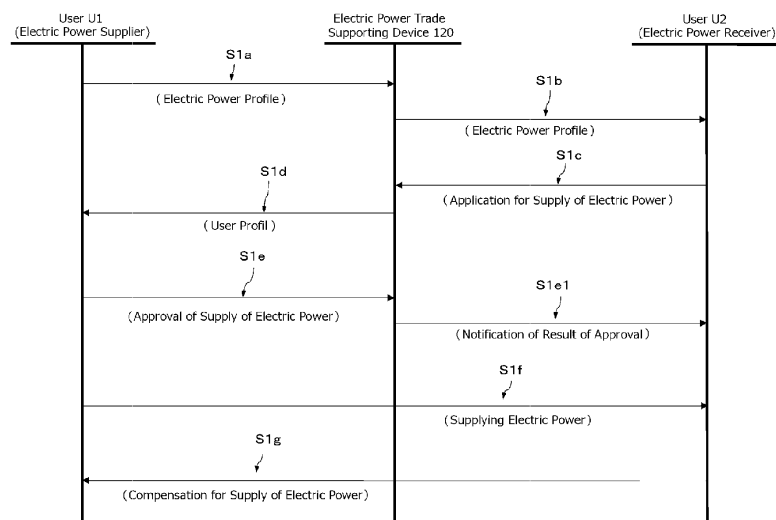 User U1
(Electric Power Supplier)
Electric Power Trade
Supporting Device 120
User U2
(Electric Power Receiver)
S1a
(Electric Power Profile)
S1b
(Electric Power Profile)
S1c
(Application for Supply of Electric Power)
S1d
(User Profil)
S1e
(Approval of Supply of Electric Power)
S1e1
(Notification of Result of Approval)
S1f
(Supplying Electric Power)
S1g
(Compensation for Supply of Electric Power)